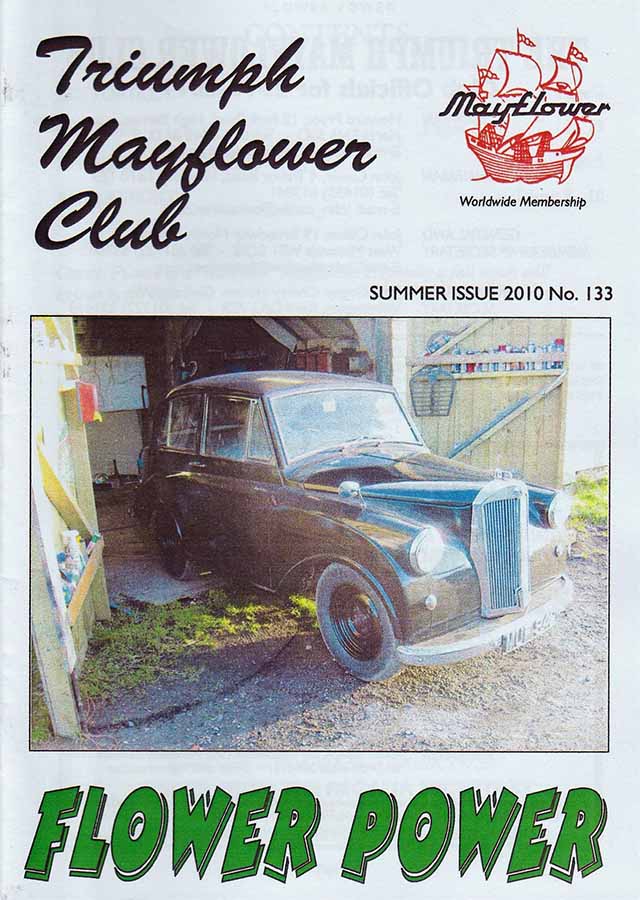 Triumph
Mayflower
Club
Mayflower
Worldwide Membership
SUMMER ISSUE 2010 No. 133
FLOWER POWER